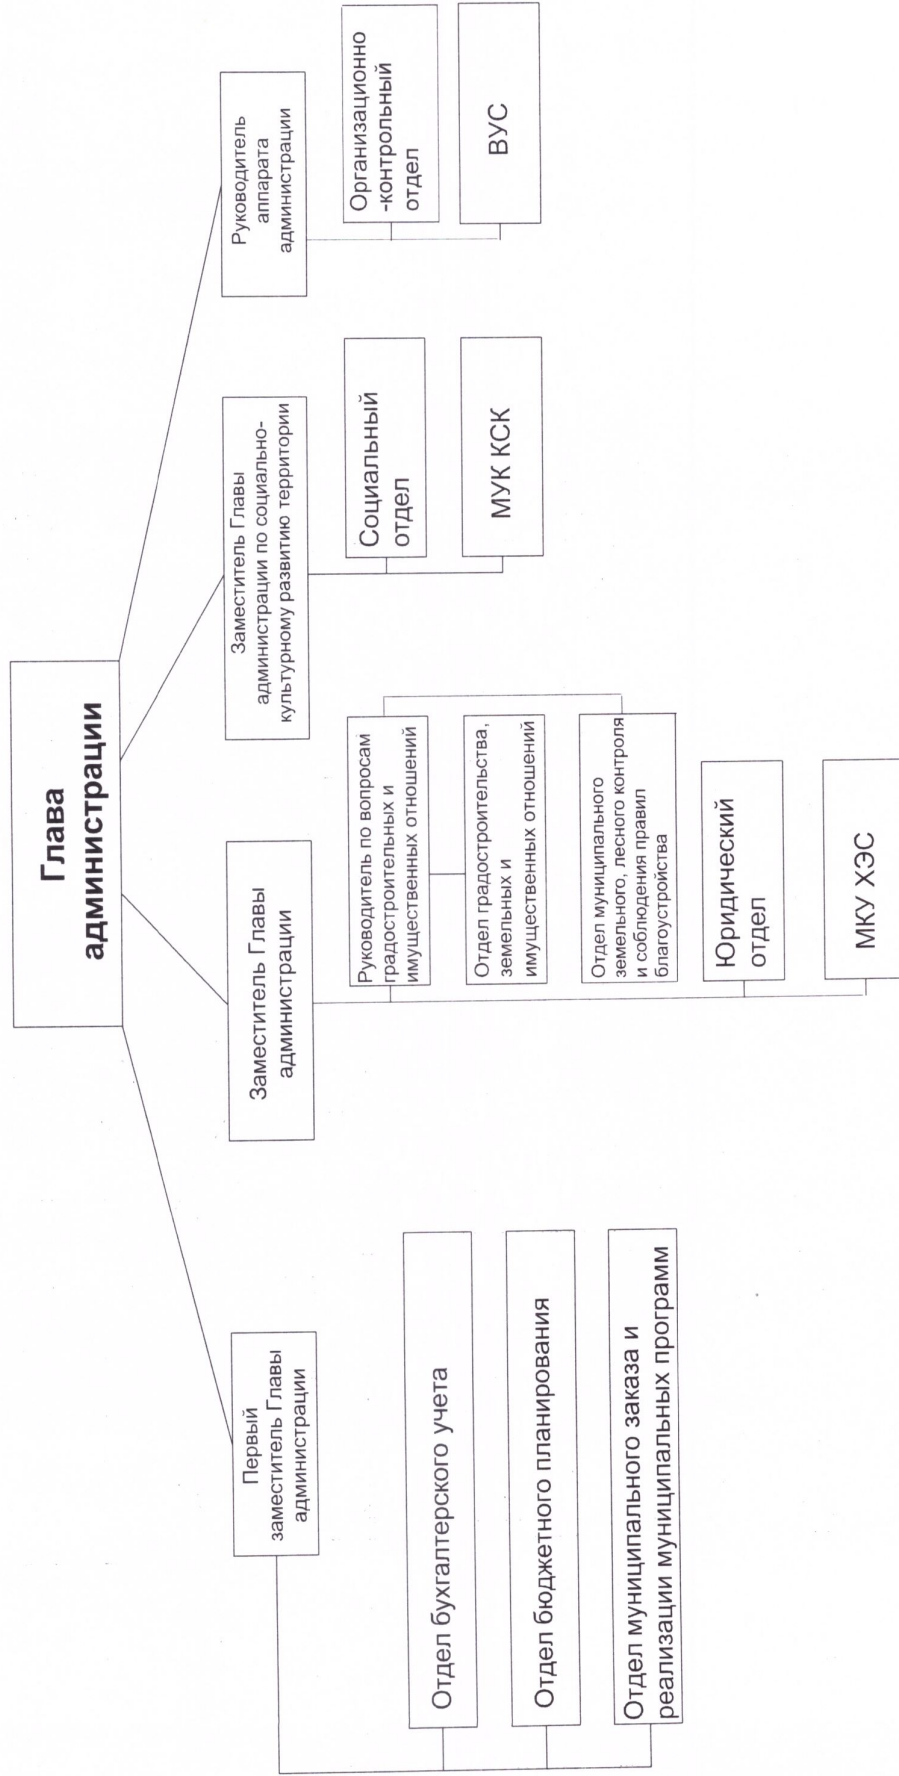 Глава
администрации
Первый
заместитель Главы
администрации
Отдел бухгалтерского учета
Отдел бюджетного планирования
Отдел муниципального заказа и
реализации муниципальных программ
Заместитель Главы
администрации
Руководитель по вопросам
градостроительных и
имущественных отношений
Отдел градостроительства,
земельных и
имущественных отношений
Отдел муниципального
земельного, лесного контроля
и соблюдения правил
благоустройства
Юридический
отдел
МКУ ХЭС
Заместитель Главы
администрации по социально-
культурному развитию территории
Социальный
отдел
МУК КСК
Руководитель
аппарата
администрации
Организационно
-контрольный
отдел
ВУС